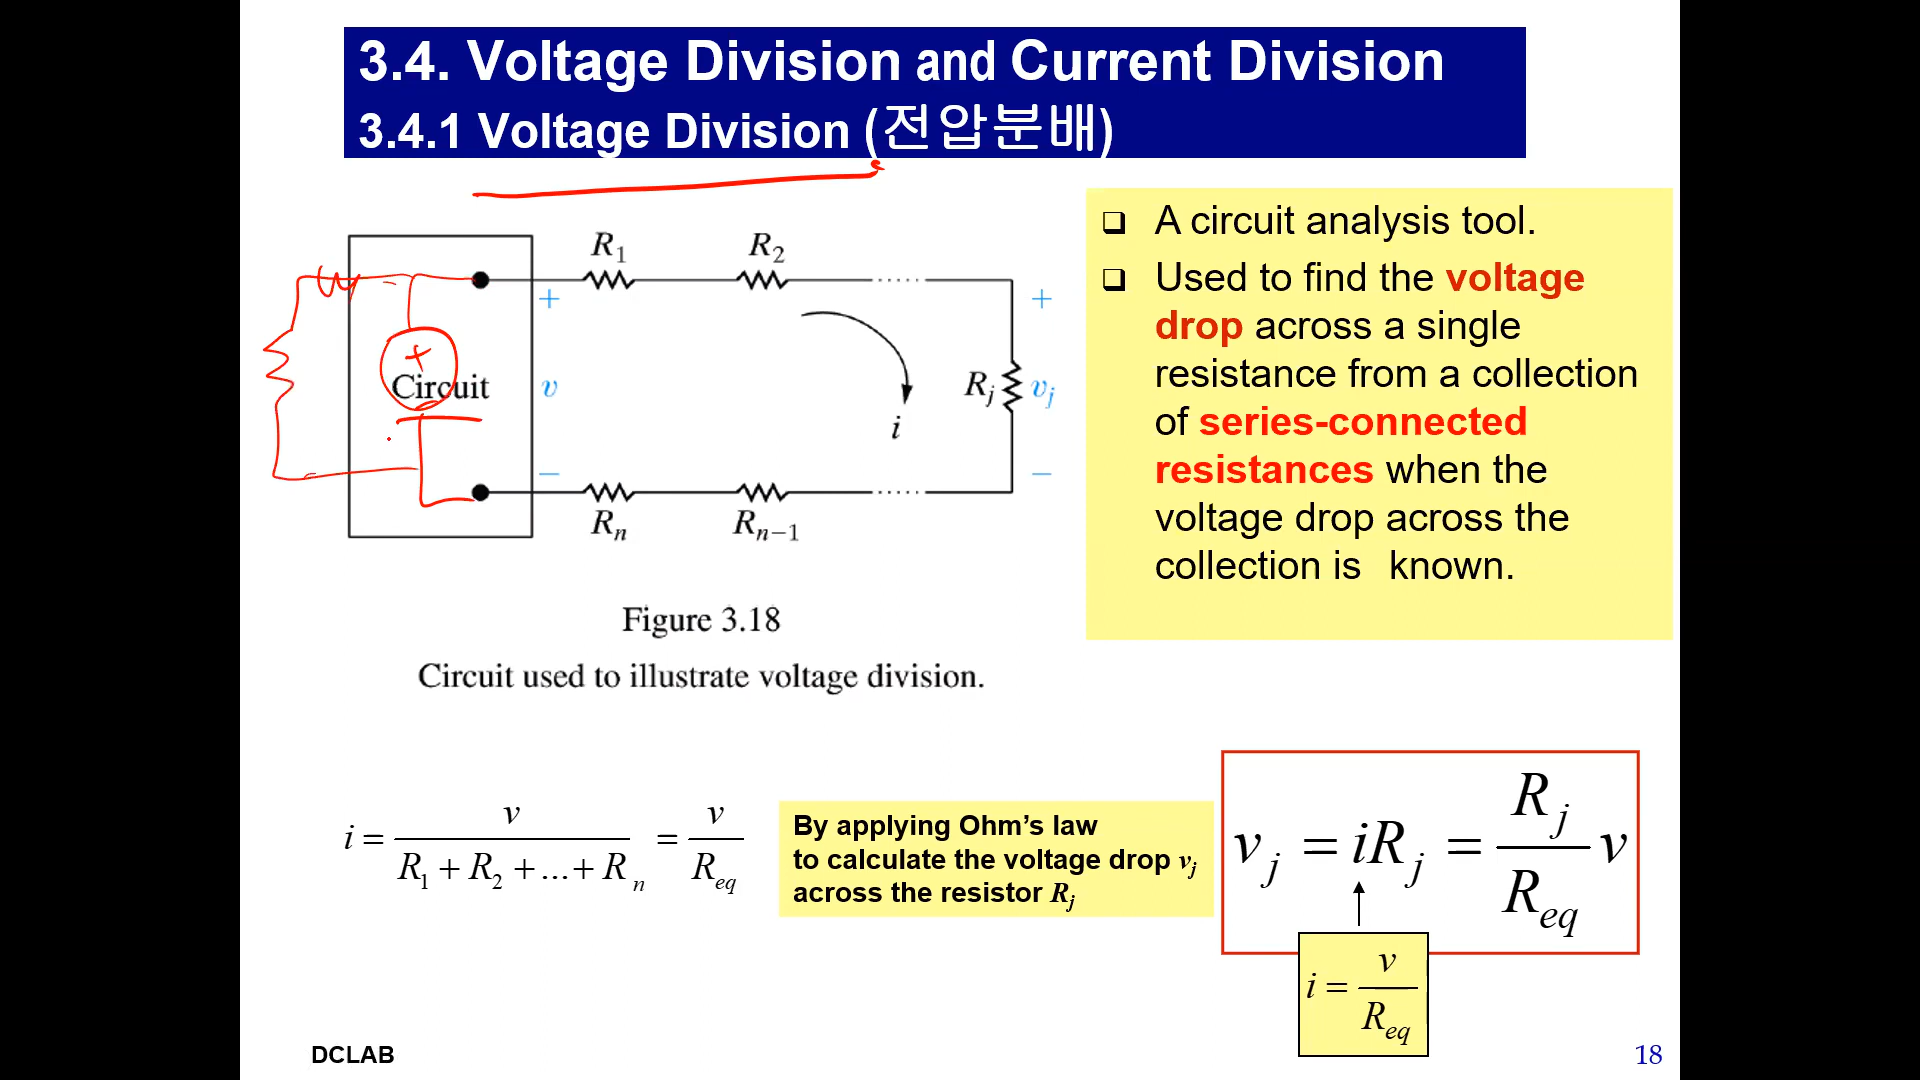 3.4. Voltage Division and Current Division
3.4.1 Voltage Division (전압분배)
R1 R2
+ +
Circuit v Rj vj
i
− −
Rn Rn−1
Figure 3.18
Circuit used to illustrate voltage division.
❑ A circuit analysis tool.
❑ Used to find the voltage
drop across a single
resistance from a collection
of series-connected
resistances when the
voltage drop across the
collection is known.
i = v / (R1 + R2 + ... + Rn) = v / Req
By applying Ohm's law
to calculate the voltage drop vj
across the resistor Rj
vj = iRj = Rj / Req v
i = v / Req
DCLAB
18